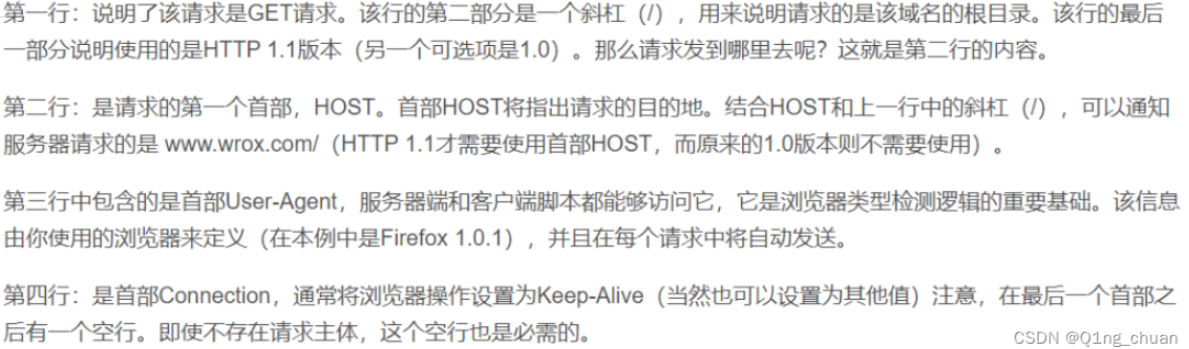 第一行：说明了该请求是GET请求。该行的第二部分是一个斜杠（/），用来说明请求的是该域名的根目录。该行的最后
一部分说明使用的是HTTP 1.1版本（另一个可选项是1.0）。那么请求发到哪里去呢？这就是第二行的内容。
第二行：是请求的第一个首部，HOST。首部HOST将指出请求的目的地。结合HOST和上一行中的斜杠（/），可以通知
服务器请求的是 www.wrox.com/（HTTP 1.1才需要使用首部HOST，而原来的1.0版本则不需要使用）。
第三行中包含的是首部User-Agent，服务器端和客户端脚本都能够访问它，它是浏览器类型检测逻辑的重要基础。该信息
由你使用的浏览器来定义（在本例中是Firefox 1.0.1），并且在每个请求中将自动发送。
第四行：是首部Connection，通常将浏览器操作设置为Keep-Alive（当然也可以设置为其他值）注意，在最后一个首部之
后有一个空行。即使不存在请求主体，这个空行也是必需的。
CSDN @Q1ng_chuan